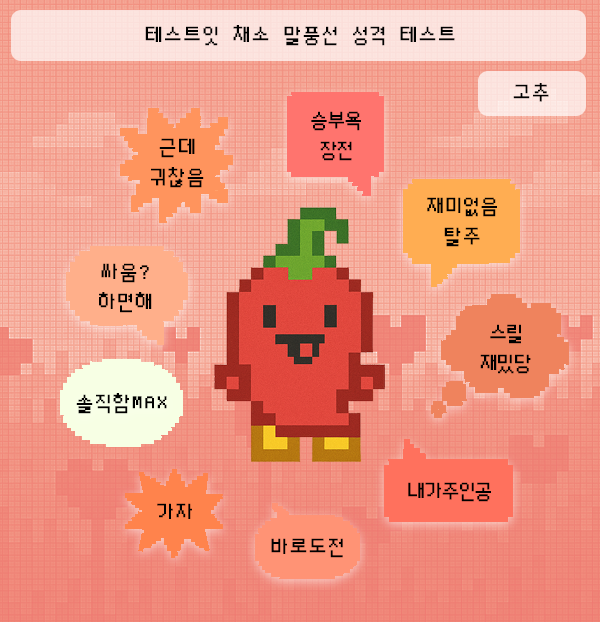 테스트잇 채소 말풍선 성격 테스트
고추
승부욕
장전
근데
귀찮음
재미없음
탈주
싸움?
하면해
스릴
재밌당
솔직함MAX
내가주인공
가자
바로도전